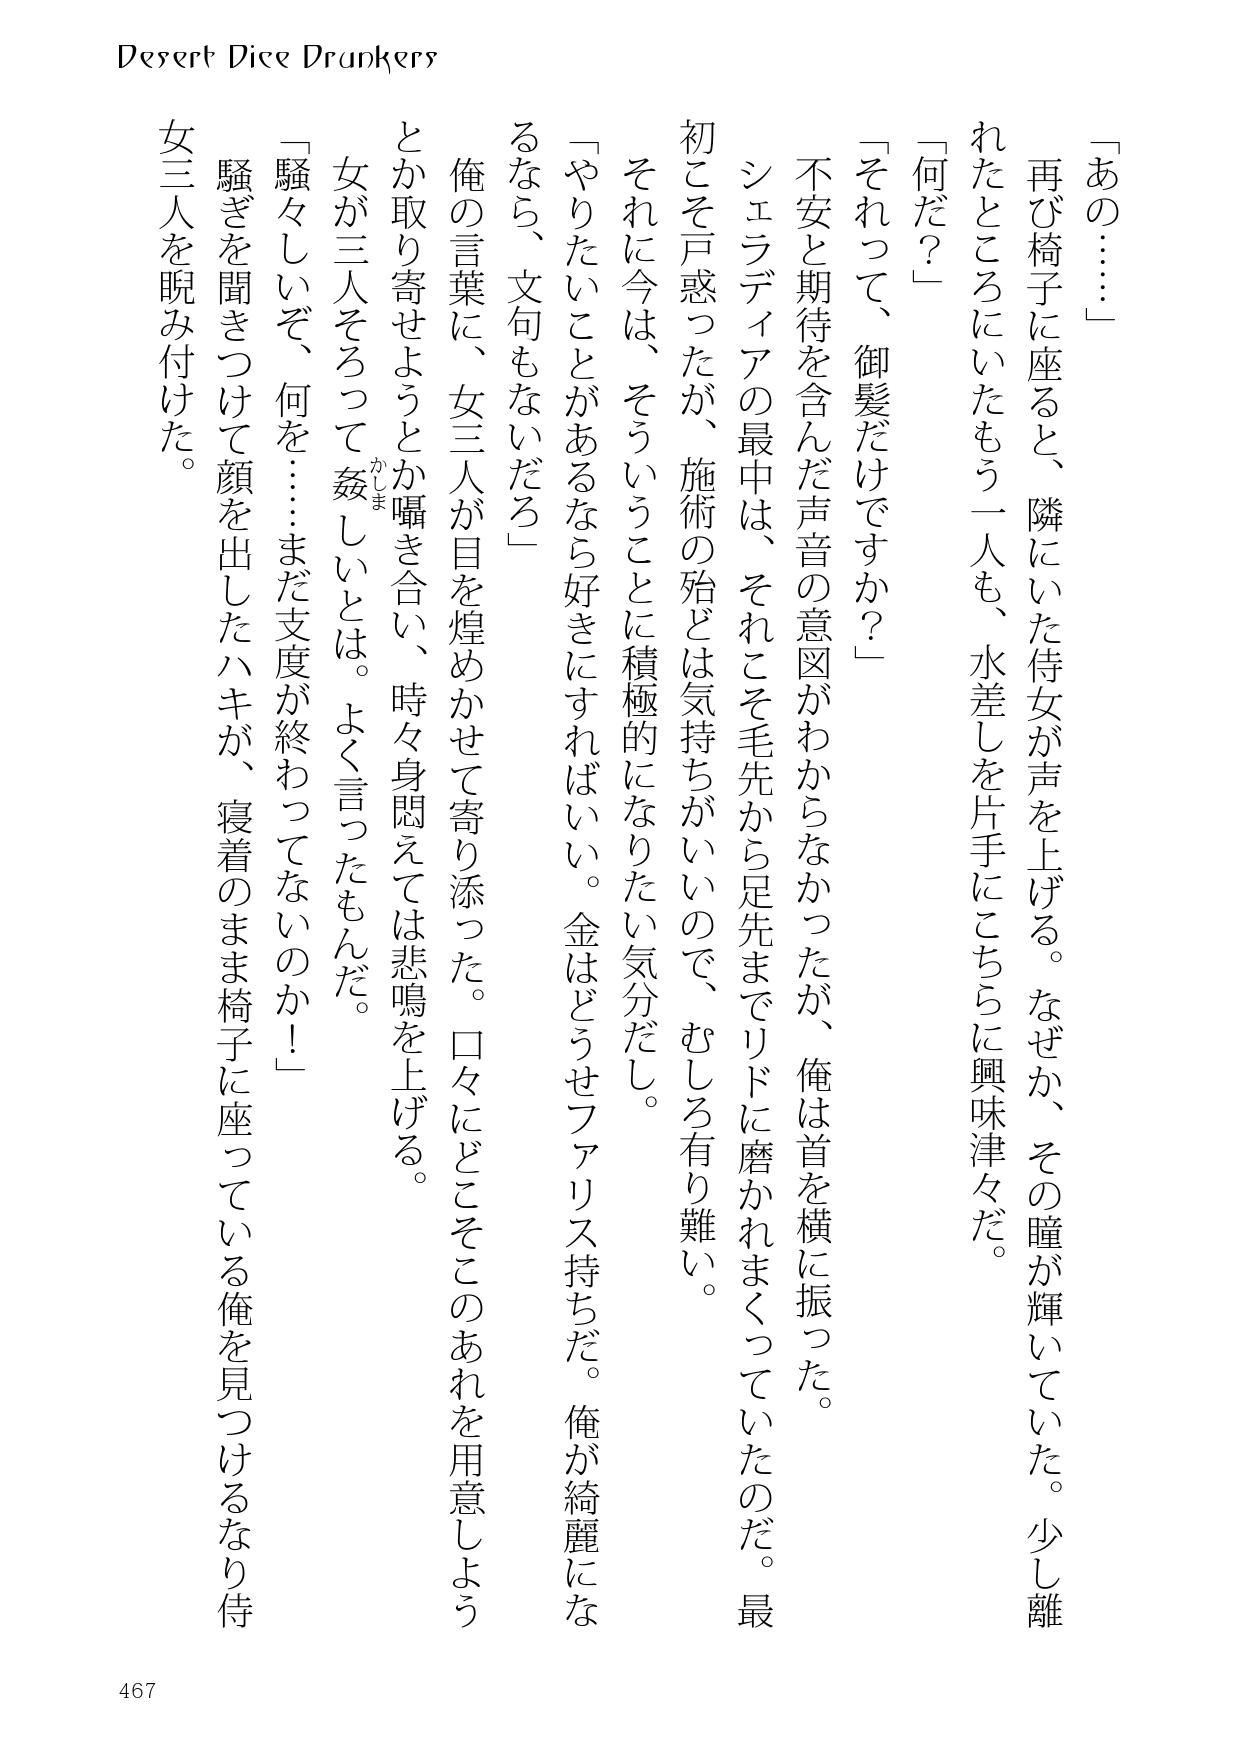 Desert Dice Drunkers
「あの……」
　再び椅子に座ると、隣にいた侍女が声を上げる。なぜか、その瞳が輝いていた。少し離
れたところにいたもう一人も、水差しを片手にこちらに興味津々だ。
「何だ？」
「それって、御髪だけですか？」
　不安と期待を含んだ声音の意図がわからなかったが、俺は首を横に振った。
　シェラディアの最中は、それこそ毛先から足先までリドに磨かれまくっていたのだ。最
初こそ戸惑ったが、施術の殆どは気持ちがいいので、むしろ有り難い。
　それに今は、そういうことに積極的になりたい気分だし。
「やりたいことがあるなら好きにすればいい。金はどうせファリス持ちだ。俺が綺麗にな
るなら、文句もないだろ」
　俺の言葉に、女三人が目を煌めかせて寄り添った。口々にどこそこのあれを用意しよう
とか取り寄せようとか囁き合い、時々身悶えては悲鳴を上げる。
　女が三人そろって姦しいとは。よく言ったもんだ。
かしま
「騒々しいぞ、何を……まだ支度が終わってないのか！」
　騒ぎを聞きつけて顔を出したハキが、寝着のまま椅子に座っている俺を見つけるなり侍
女三人を睨み付けた。
467